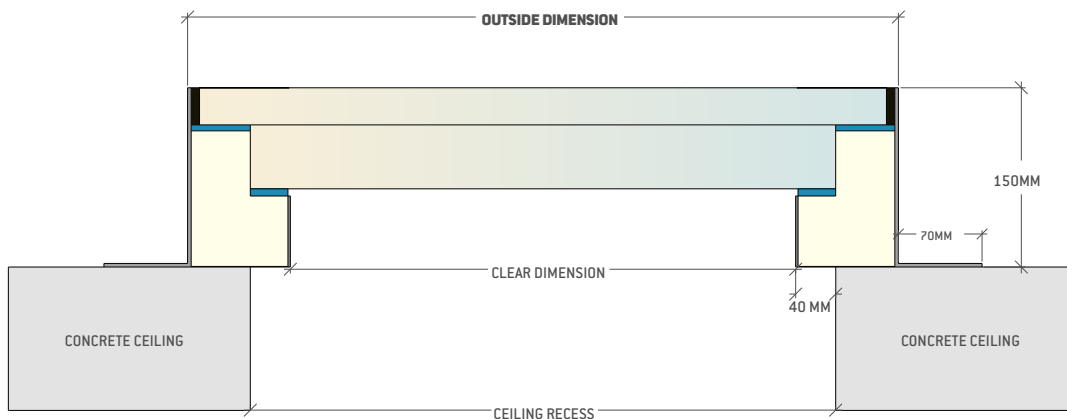 OUTSIDE DIMENSION
150MM
70MM
CLEAR DIMENSION
40 MM
CONCRETE CEILING
CONCRETE CEILING
CEILING RECESS